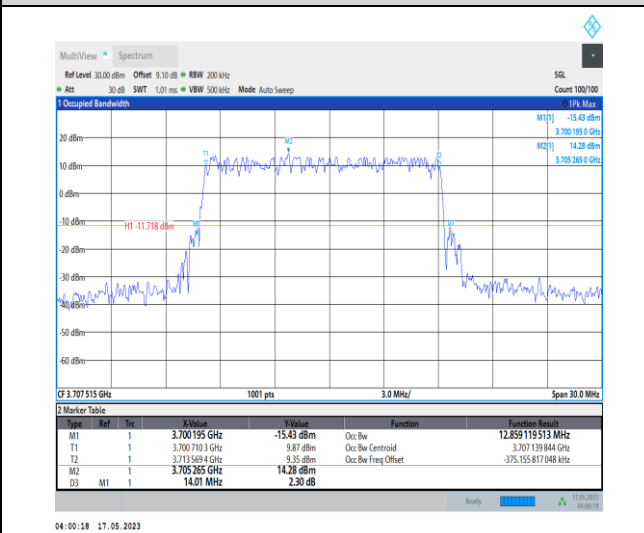 MultiView Spectrum
Ref Level 30.00 dBm Offset 9.10 dB RBW 200 kHz SGL
Att 30 dB SWT 1.01 ms VBW 500 kHz Mode Auto Sweep Count 100/100
1 Occupied Bandwidth 1Pk Max
M1[1] -15.43 dBm
3.700 195 0 GHz
M2[1] 14.28 dBm
3.705 265 0 GHz
M2
T1
T2
20 dBm
10 dBm
0 dBm
-10 dBm
H1 -11.718 dBm
M1
D3
-20 dBm
-30 dBm
-40 dBm
-50 dBm
-60 dBm
CF 3.707 515 GHz 1001 pts 3.0 MHz/ Span 30.0 MHz
2 Marker Table
Type Ref Trc X-Value Y-Value Function Function Result
M1 1 3.700 195 GHz -15.43 dBm Occ Bw 12.859 119 513 MHz
T1 1 3.700 710 3 GHz 9.87 dBm Occ Bw Centroid 3.707 139 844 GHz
T2 1 3.713 569 4 GHz 9.35 dBm Occ Bw Freq Offset -375.155 817 048 kHz
M2 1 3.705 265 GHz 14.28 dBm
D3 M1 1 14.01 MHz 2.30 dB
Ready 17.05.2023
04:00:18
04:00:18 17.05.2023